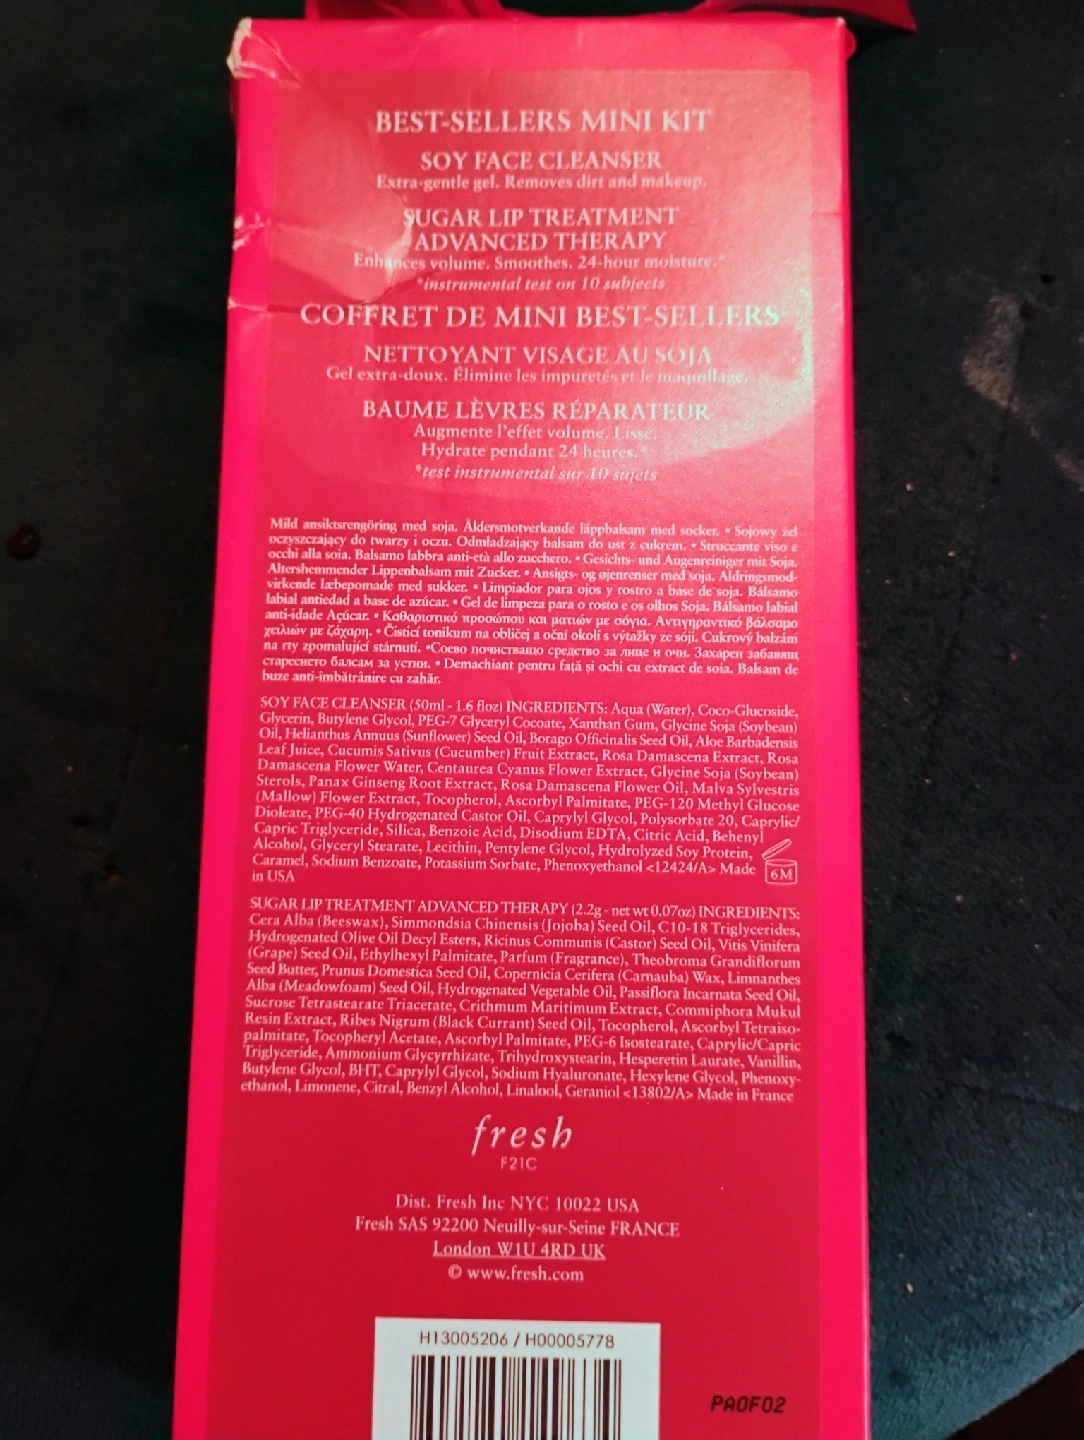 BEST-SELLERS MINI KIT
SOY FACE CLEANSER
Extra-gentle gel. Removes dirt and makeup.
SUGAR LIP TREATMENT
ADVANCED THERAPY
Enhances volume. Smoothes. 24-hour moisture.*
*instrumental test on 10 subjects
COFFRET DE MINI BEST-SELLERS
NETTOYANT VISAGE AU SOJA
Gel extra-doux. Élimine les impuretés et le maquillage.
BAUME LÈVRES RÉPARATEUR
Augmente l'effet volume. Lisse.
Hydrate pendant 24 heures.*
*test instrumental sur 10 sujets
Mild ansiktsrengöring med soja. Åldersmotverkande läppbalsam med socker. • Sojowy żel
oczyszczający do twarzy i oczu. Odmładzający balsam do ust z cukrem. • Struccante viso e
occhi alla soia. Balsamo labbra anti-età allo zucchero. • Gesichts- und Augenreiniger mit Soja.
Altershemmender Lippenbalsam mit Zucker. • Ansigts- og øjenrenser med soja. Aldringsmod-
virkende Læbepomade med sukker. • Limpiador para ojos y rostro a base de soja. Bálsamo
labial antiedad a base de azúcar. • Gel de limpeza para o rosto e os olhos Soja. Bálsamo labial
anti-idade Açúcar. • Καθαριστικό προσώπου και ματιών με σόγια. Αντιγηραντικό βάλσαμο
χειλιών με ζάχαρη. • Čisticí tonikum na obličej a oční okolí s výtažky ze sóji. Cukrový balzám
na rty zpomalující stárnutí. •Соево почистващо средство за лице и очи. Захарен забавящ
стареенето балсам за устни. • Demachiant pentru față și ochi cu extract de soia. Balsam de
buze anti-îmbătrânire cu zahăr.
SOY FACE CLEANSER (50ml - 1.6 floz) INGREDIENTS: Aqua (Water), Coco-Glucoside,
Glycerin, Butylene Glycol, PEG-7 Glyceryl Cocoate, Xanthan Gum, Glycine Soja (Soybean)
Oil, Helianthus Annuus (Sunflower) Seed Oil, Borago Officinalis Seed Oil, Aloe Barbadensis
Leaf Juice, Cucumis Sativus (Cucumber) Fruit Extract, Rosa Damascena Extract, Rosa
Damascena Flower Water, Centaurea Cyanus Flower Extract, Glycine Soja (Soybean)
Sterols, Panax Ginseng Root Extract, Rosa Damascena Flower Oil, Malva Sylvestris
(Mallow) Flower Extract, Tocopherol, Ascorbyl Palmitate, PEG-120 Methyl Glucose
Dioleate, PEG-40 Hydrogenated Castor Oil, Caprylyl Glycol, Polysorbate 20, Caprylic/
Capric Triglyceride, Silica, Benzoic Acid, Disodium EDTA, Citric Acid, Behenyl
Alcohol, Glyceryl Stearate, Lecithin, Pentylene Glycol, Hydrolyzed Soy Protein,
Caramel, Sodium Benzoate, Potassium Sorbate, Phenoxyethanol <12424/A> Made
in USA
6M
SUGAR LIP TREATMENT ADVANCED THERAPY (2.2g - net wt 0.07oz) INGREDIENTS:
Cera Alba (Beeswax), Simmondsia Chinensis (Jojoba) Seed Oil, C10-18 Triglycerides,
Hydrogenated Olive Oil Decyl Esters, Ricinus Communis (Castor) Seed Oil, Vitis Vinifera
(Grape) Seed Oil, Ethylhexyl Palmitate, Parfum (Fragrance), Theobroma Grandiflorum
Seed Butter, Prunus Domestica Seed Oil, Copernicia Cerifera (Carnauba) Wax, Limnanthes
Alba (Meadowfoam) Seed Oil, Hydrogenated Vegetable Oil, Passiflora Incarnata Seed Oil,
Sucrose Tetrastearate Triacetate, Crithmum Maritimum Extract, Commiphora Mukul
Resin Extract, Ribes Nigrum (Black Currant) Seed Oil, Tocopherol, Ascorbyl Tetraiso-
palmitate, Tocopheryl Acetate, Ascorbyl Palmitate, PEG-6 Isostearate, Caprylic/Capric
Triglyceride, Ammonium Glycyrrhizate, Trihydroxystearin, Hesperetin Laurate, Vanillin,
Butylene Glycol, BHT, Caprylyl Glycol, Sodium Hyaluronate, Hexylene Glycol, Phenoxy-
ethanol, Limonene, Citral, Benzyl Alcohol, Linalool, Geraniol <13802/A> Made in France
fresh
F21C
Dist. Fresh Inc NYC 10022 USA
Fresh SAS 92200 Neuilly-sur-Seine FRANCE
London W1U 4RD UK
© www.fresh.com
H13005206 / H00005778
PAOF02